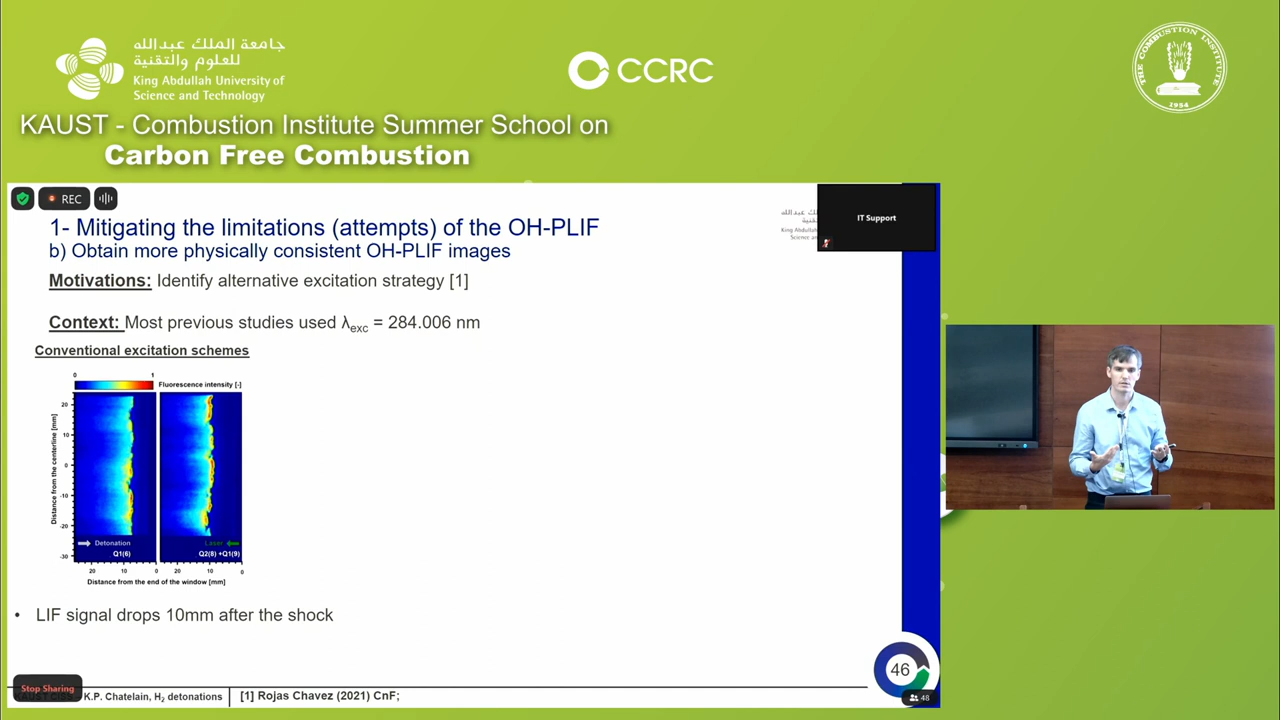 جامعة الملك عبدالله
للعلوم والتقنية
King Abdullah University of
Science and Technology
CCRC
THE COMBUSTION INSTITUTE
1954
KAUST - Combustion Institute Summer School on
Carbon Free Combustion
REC
IT Support
1- Mitigating the limitations (attempts) of the OH-PLIF
b) Obtain more physically consistent OH-PLIF images
Motivations: Identify alternative excitation strategy [1]
Context: Most previous studies used λexc = 284.006 nm
Conventional excitation schemes
0 1 Fluorescence intensity [-]
Distance from the centerline [mm]
20
10
0
-10
-20
-30
Detonation
Q1(6)
Laser
Q2(8) +Q1(9)
20 10 0 20 10 0
Distance from the end of the window [mm]
• LIF signal drops 10mm after the shock
46
48
Stop Sharing
K.P. Chatelain, H2 detonations
[1] Rojas Chavez (2021) CnF;